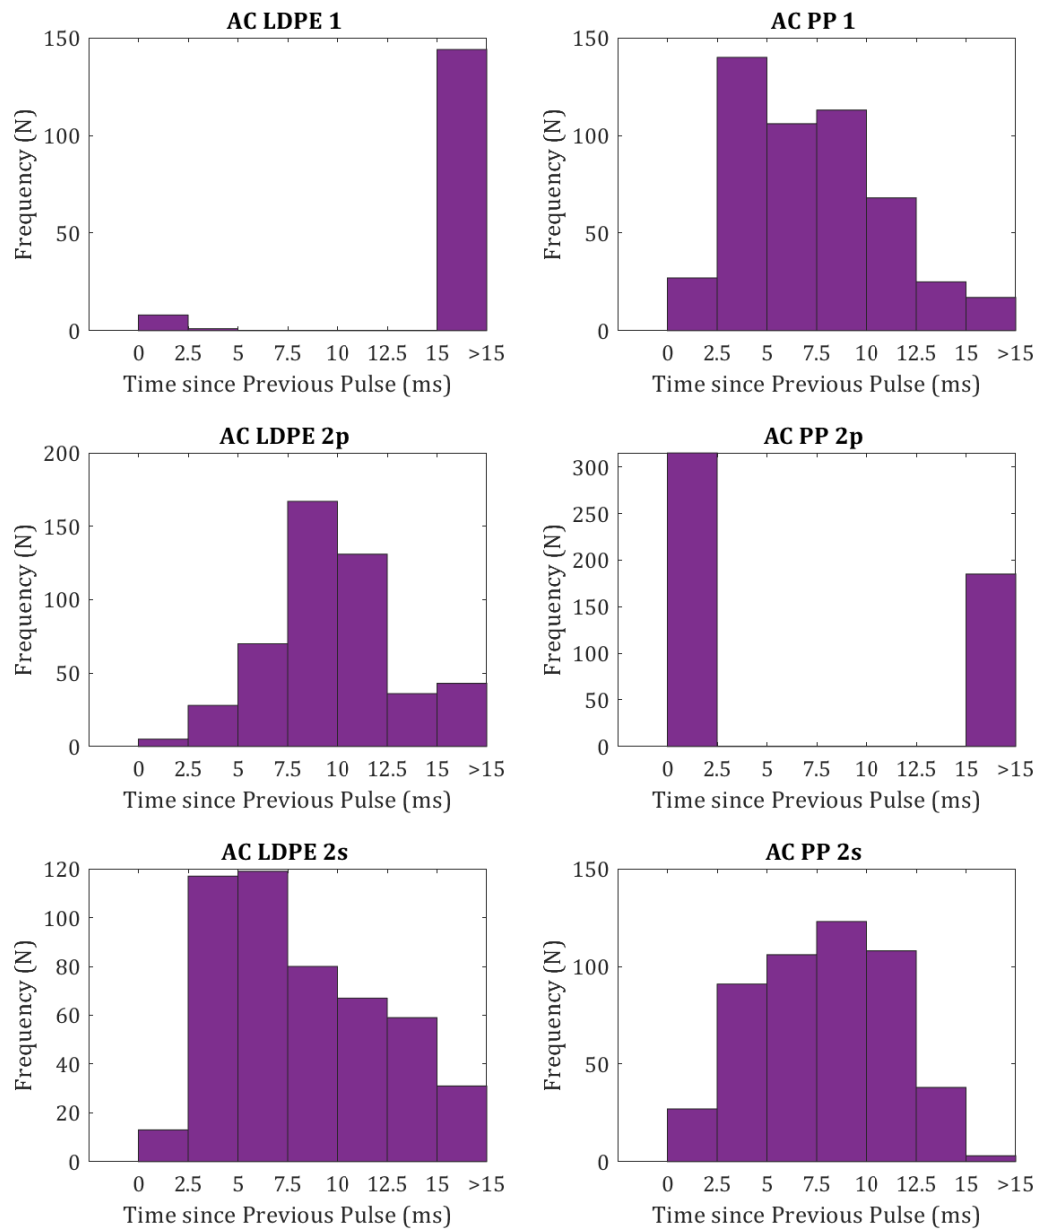 AC LDPE 1
150
100
50
0
Frequency (N)
0 2.5 5 7.5 10 12.5 15 >15
Time since Previous Pulse (ms)
AC PP 1
150
100
50
0
Frequency (N)
0 2.5 5 7.5 10 12.5 15 >15
Time since Previous Pulse (ms)
AC LDPE 2p
200
150
100
50
0
Frequency (N)
0 2.5 5 7.5 10 12.5 15 >15
Time since Previous Pulse (ms)
AC PP 2p
300
250
200
150
100
50
0
Frequency (N)
0 2.5 5 7.5 10 12.5 15 >15
Time since Previous Pulse (ms)
AC LDPE 2s
120
100
80
60
40
20
0
Frequency (N)
0 2.5 5 7.5 10 12.5 15 >15
Time since Previous Pulse (ms)
AC PP 2s
150
100
50
0
Frequency (N)
0 2.5 5 7.5 10 12.5 15 >15
Time since Previous Pulse (ms)